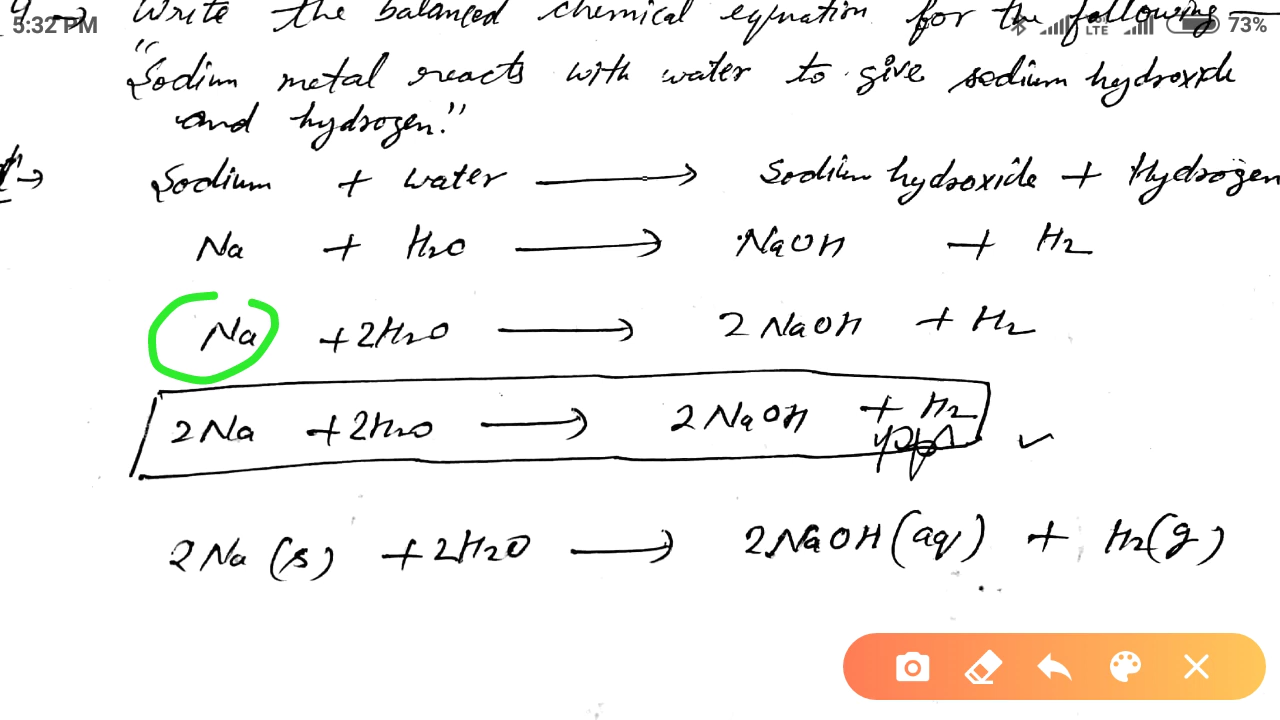 4→ Write the balanced chemical equation for the following—
5:32 PM LTE 73%
"Sodium metal reacts with water to give sodium hydroxide
and hydrogen."
→ Sodium + water → Sodium hydroxide + Hydrogen
Na + H2O → NaOH + H2
Na + 2H2O → 2NaOH + H2
2Na + 2H2O → 2NaOH + H2 ✓
2Na (s) + 2H2O → 2NaOH (aq) + H2(g)